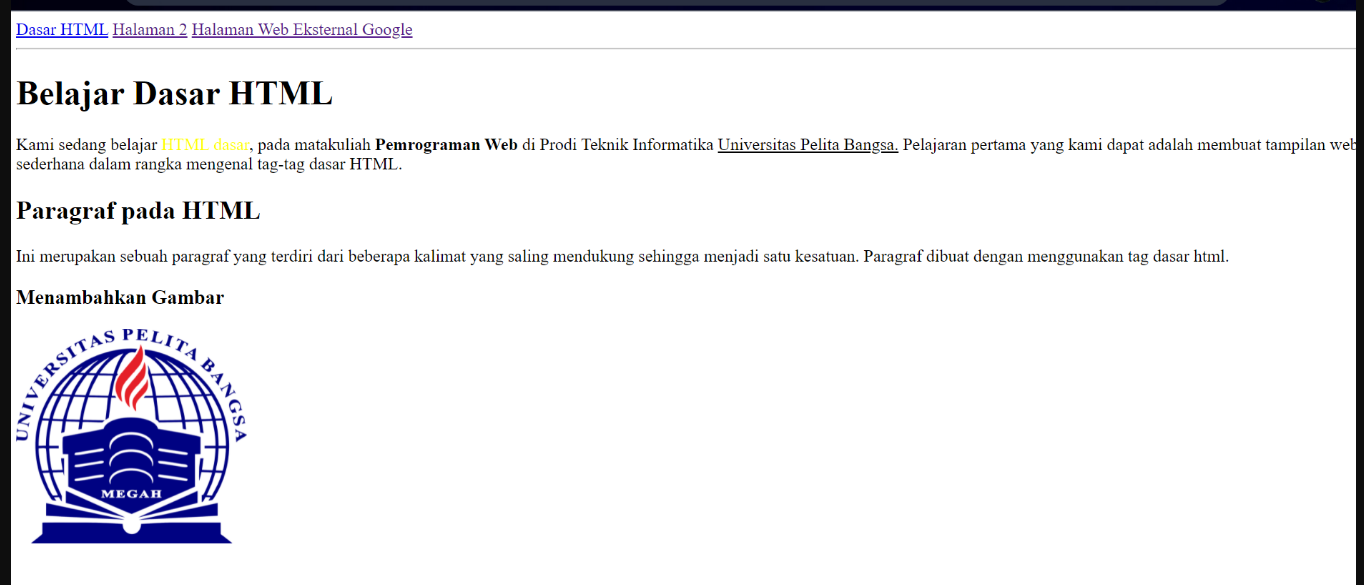 Dasar HTML Halaman 2 Halaman Web Eksternal Google
Belajar Dasar HTML
Kami sedang belajar HTML dasar, pada matakuliah Pemrograman Web di Prodi Teknik Informatika Universitas Pelita Bangsa. Pelajaran pertama yang kami dapat adalah membuat tampilan web
sederhana dalam rangka mengenal tag-tag dasar HTML.
Paragraf pada HTML
Ini merupakan sebuah paragraf yang terdiri dari beberapa kalimat yang saling mendukung sehingga menjadi satu kesatuan. Paragraf dibuat dengan menggunakan tag dasar html.
Menambahkan Gambar
UNIVERSITAS PELITA BANGSA
MEGAH